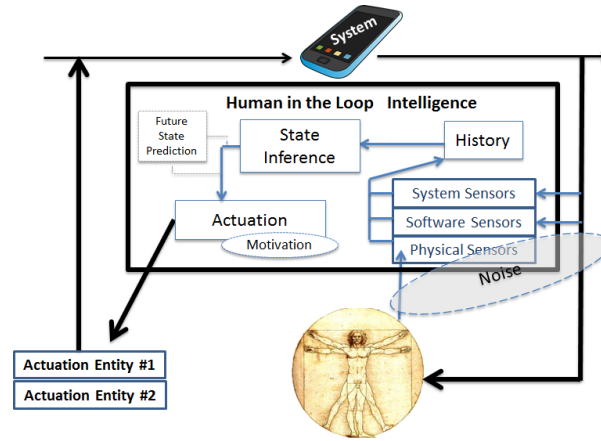 System
Human in the Loop Intelligence
Future
State
Prediction
State
Inference
History
System Sensors
Software Sensors
Physical Sensors
Actuation
Motivation
Noise
Actuation Entity #1
Actuation Entity #2